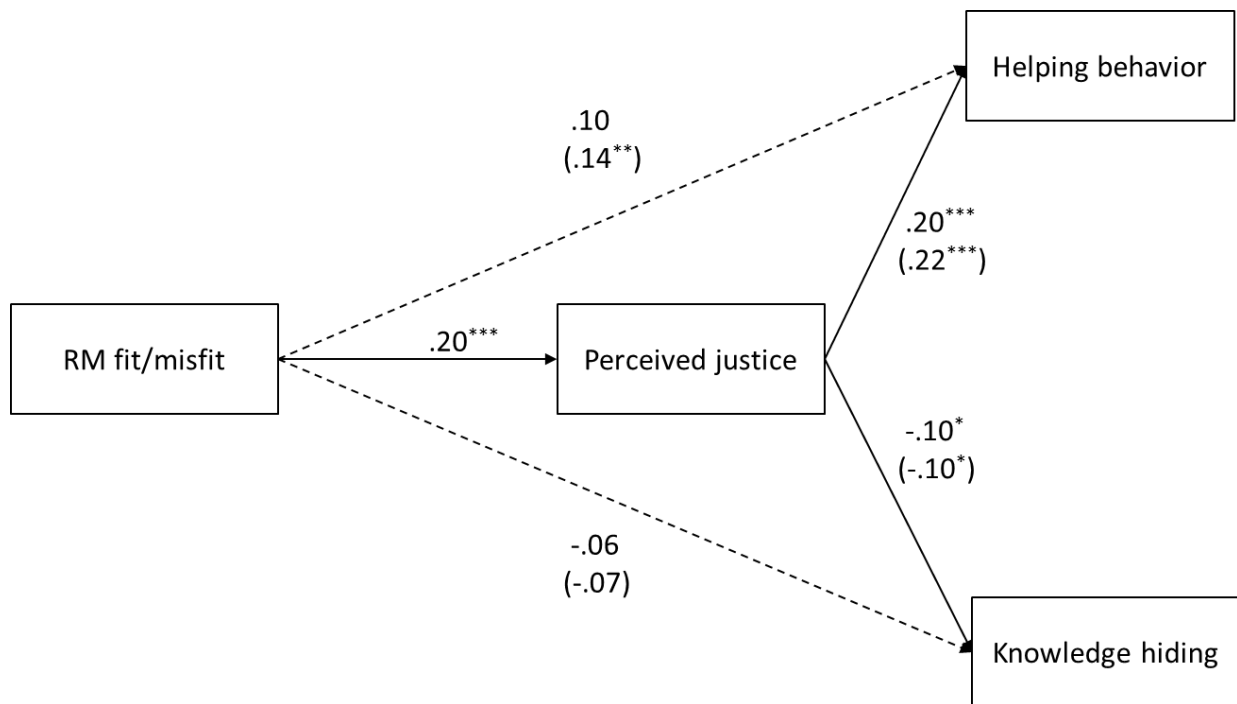 Helping behavior
.10
(.14**)
.20***
(.22***)
RM fit/misfit
.20***
Perceived justice
-.10*
(-.10*)
-.06
(-.07)
Knowledge hiding